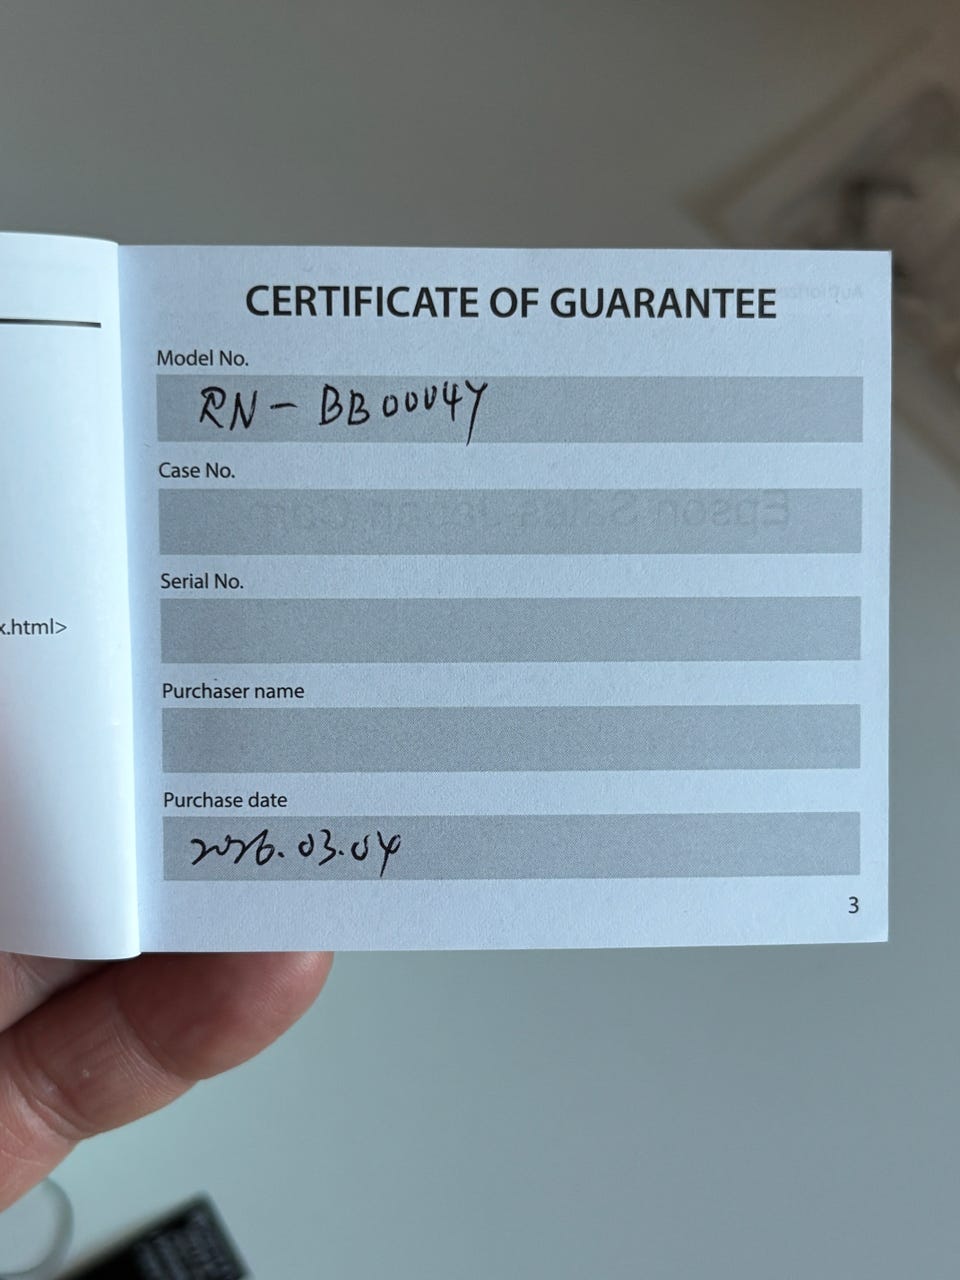 CERTIFICATE OF GUARANTEE
Model No.
RN-BB0004Y
Case No.
Serial No.
x.html>
Purchaser name
Purchase date
2026.03.04
3